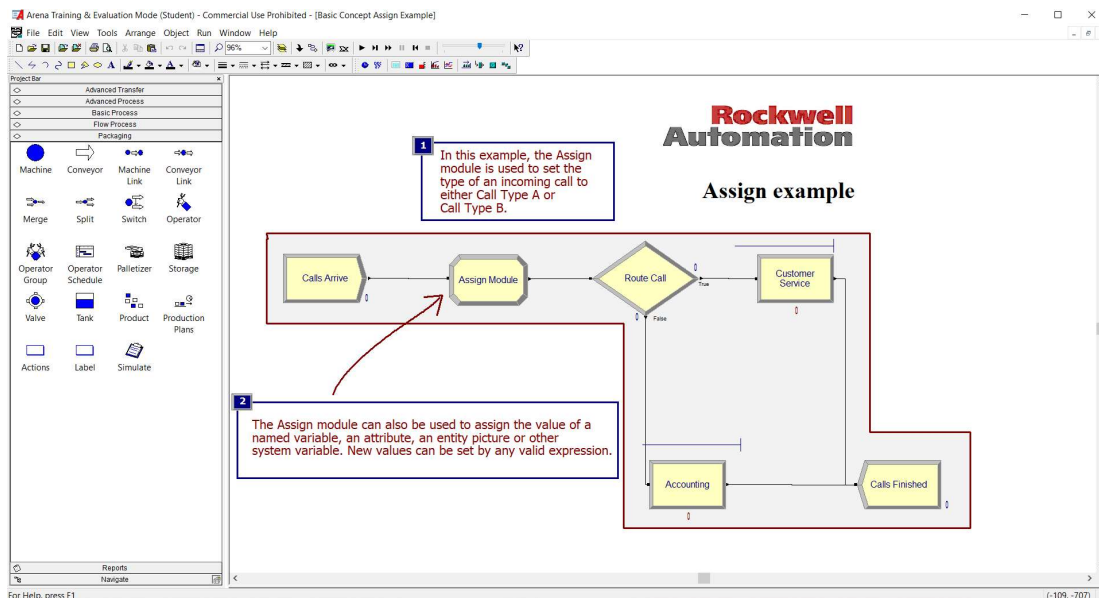 Arena Training & Evaluation Mode (Student) - Commercial Use Prohibited - [Basic Concept Assign Example]
File Edit View Tools Arrange Object Run Window Help
96%
Project Bar
Advanced Transfer
Advanced Process
Basic Process
Flow Process
Packaging
Machine
Conveyor
Machine Link
Conveyor Link
Merge
Split
Switch
Operator
Operator Group
Operator Schedule
Palletizer
Storage
Valve
Tank
Product
Production Plans
Actions
Label
Simulate
Reports
Navigate
Rockwell
Automation
Assign example
1
In this example, the Assign
module is used to set the
type of an incoming call to
either Call Type A or
Call Type B.
Calls Arrive
0
Assign Module
Route Call
0
True
0
False
Customer
Service
0
2
The Assign module can also be used to assign the value of a
named variable, an attribute, an entity picture or other
system variable. New values can be set by any valid expression.
Accounting
0
Calls Finished
0
For Help, press F1
(-109, -707)